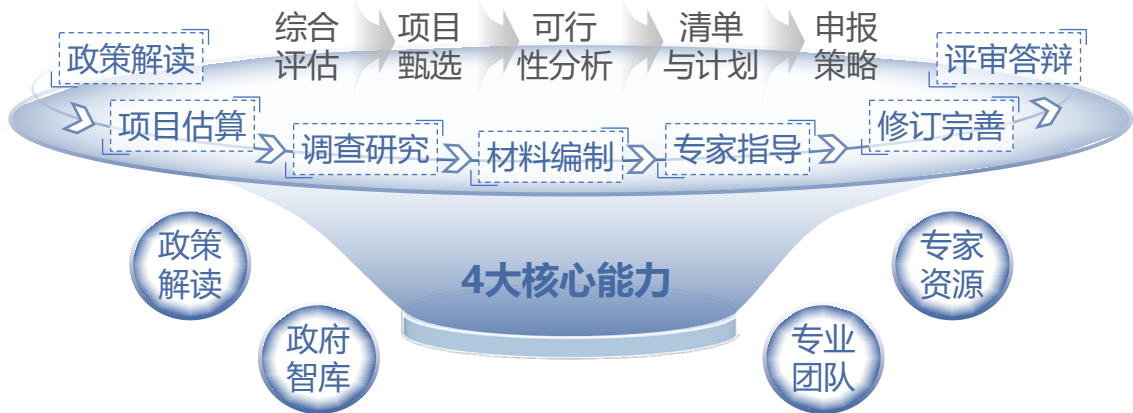 综合
评估
项目
甄选
可行
性分析
清单
与计划
申报
策略
政策解读
项目估算
调查研究
材料编制
专家指导
修订完善
评审答辩
4大核心能力
政策
解读
政府
智库
专业
团队
专家
资源